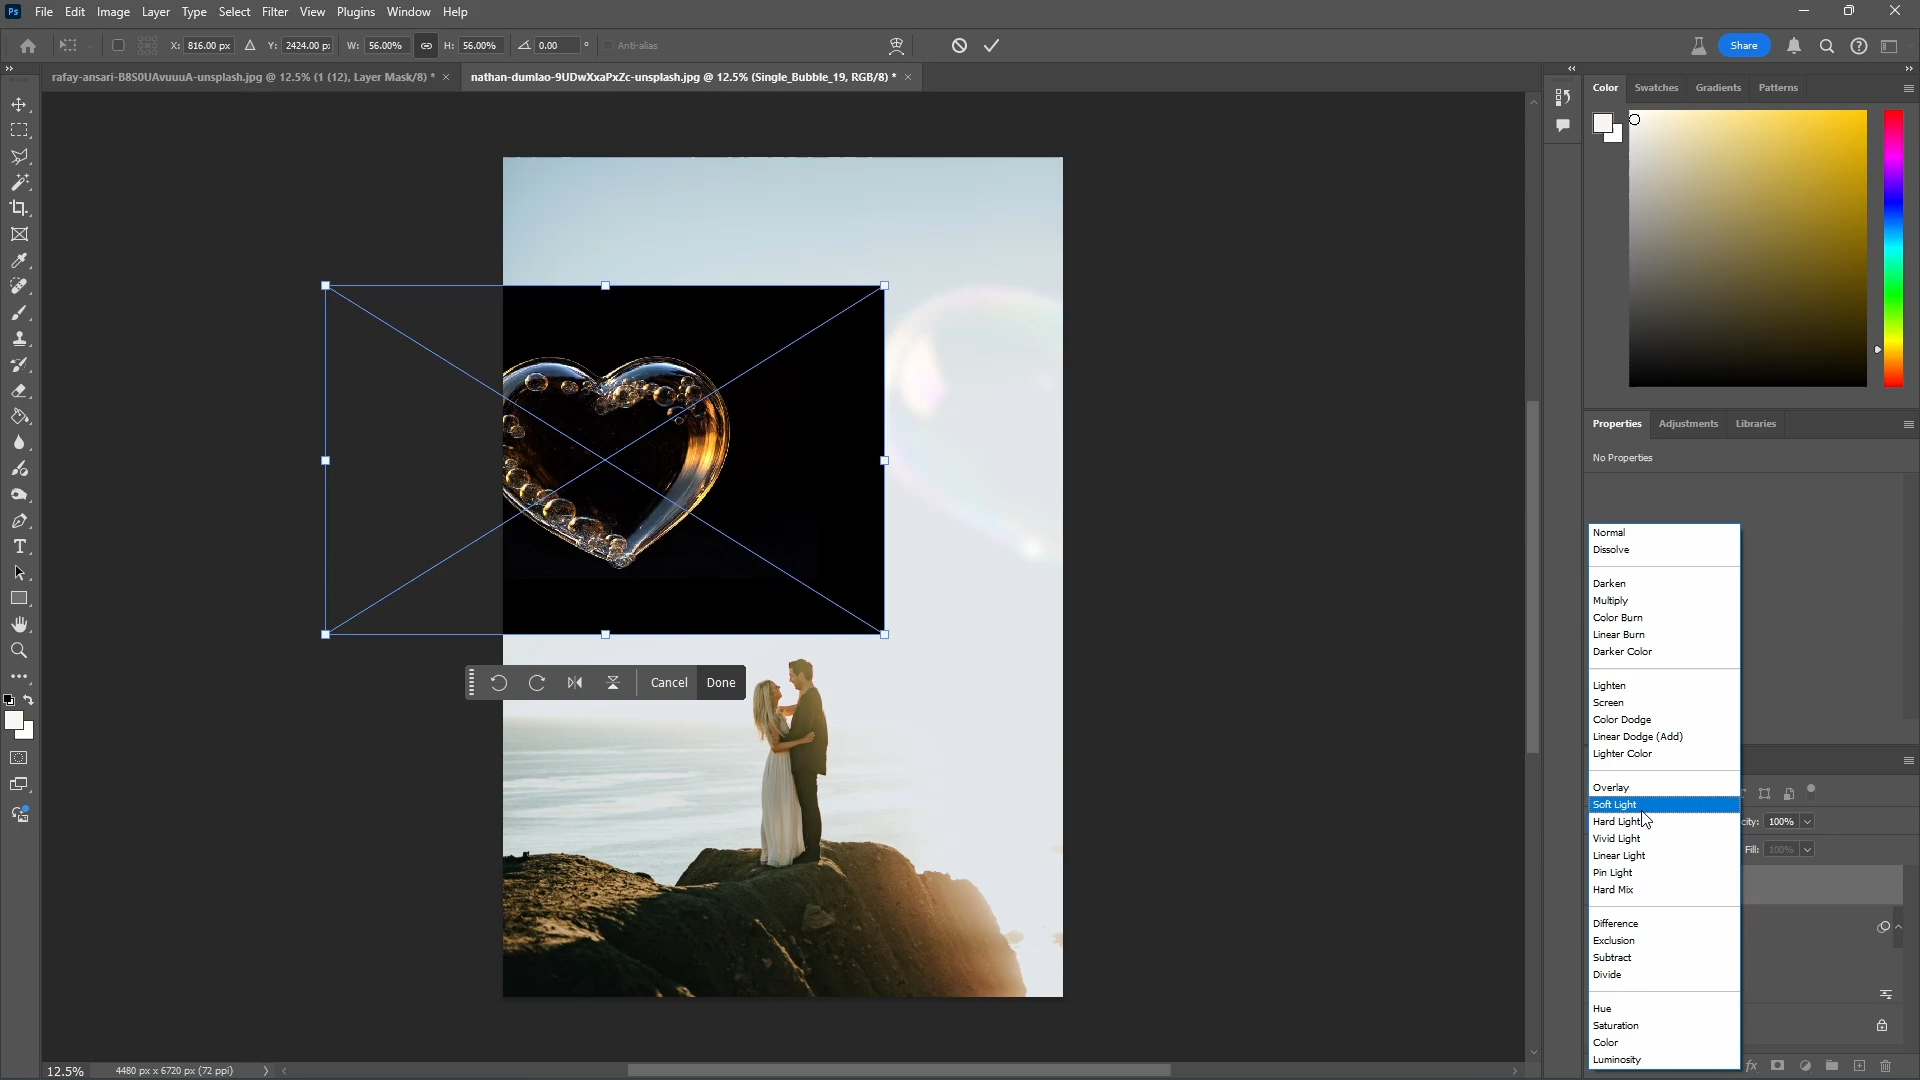 Ps File Edit Image Layer Type Select Filter View Plugins Window Help
X: 816.00 px Y: 2424.00 px W: 56.00% H: 56.00% 0.00 ° Anti-alias Share
rafay-ansari-B8S0UAvuuuA-unsplash.jpg @ 12.5% (1 (12), Layer Mask/8) * ×
nathan-dumlao-9UDwXxaPxZc-unsplash.jpg @ 12.5% (Single_Bubble_19, RGB/8) * ×
Color Swatches Gradients Patterns
Properties Adjustments Libraries
No Properties
Normal
Dissolve
Darken
Multiply
Color Burn
Linear Burn
Darker Color
Lighten
Screen
Color Dodge
Linear Dodge (Add)
Lighter Color
Overlay
Soft Light
Hard Light
Vivid Light
Linear Light
Pin Light
Hard Mix
Difference
Exclusion
Subtract
Divide
Hue
Saturation
Color
Luminosity
100%
Fill: 100%
fx
Cancel Done
12.5% 4480 px x 6720 px (72 ppi)